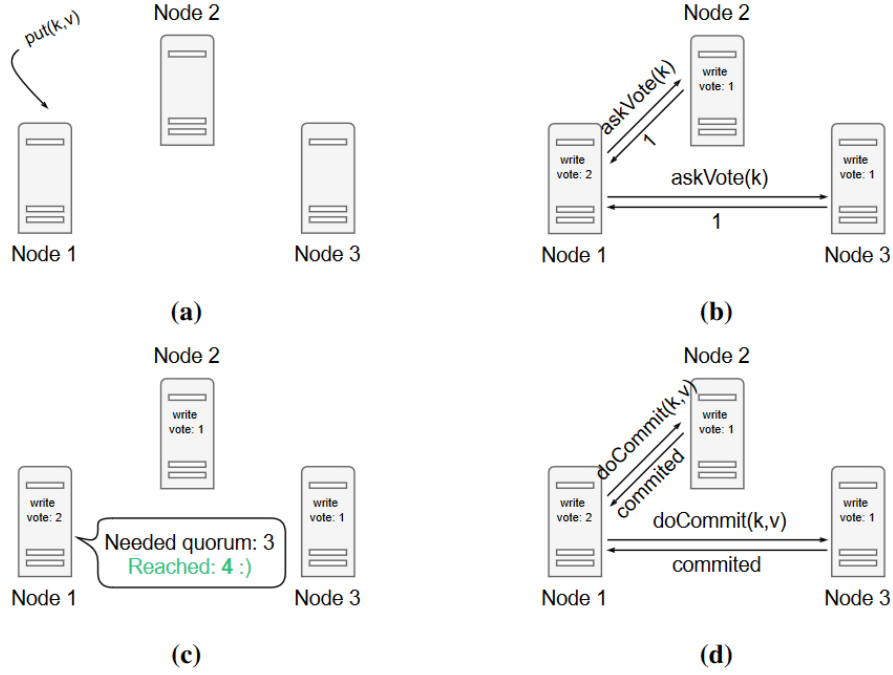 put(k,v)
Node 2
Node 1
Node 3
(a)
Node 2
write
vote: 1
askVote(k)
1
write
vote: 2
askVote(k)
1
write
vote: 1
Node 1
Node 3
(b)
Node 2
write
vote: 1
write
vote: 2
Needed quorum: 3
Reached: 4 :)
write
vote: 1
Node 1
Node 3
(c)
Node 2
write
vote: 1
doCommit(k,v)
commited
write
vote: 2
doCommit(k,v)
commited
write
vote: 1
Node 1
Node 3
(d)